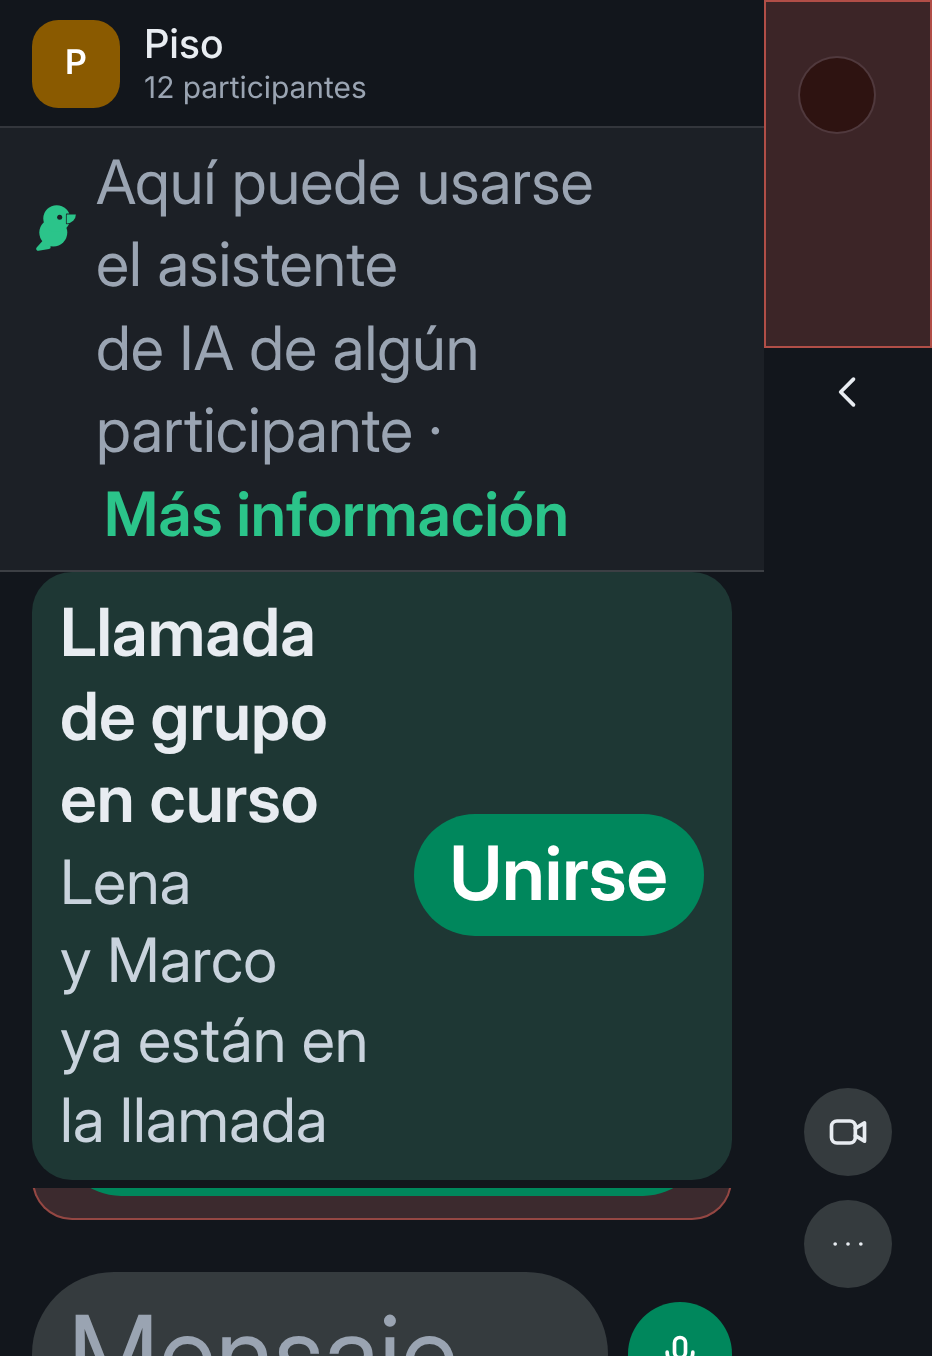 P
Piso
12 participantes
Aquí puede usarse
el asistente
de IA de algún
participante ·
Más información
Llamada
de grupo
en curso
Lena
y Marco
ya están en
la llamada
Unirse
Mensaje